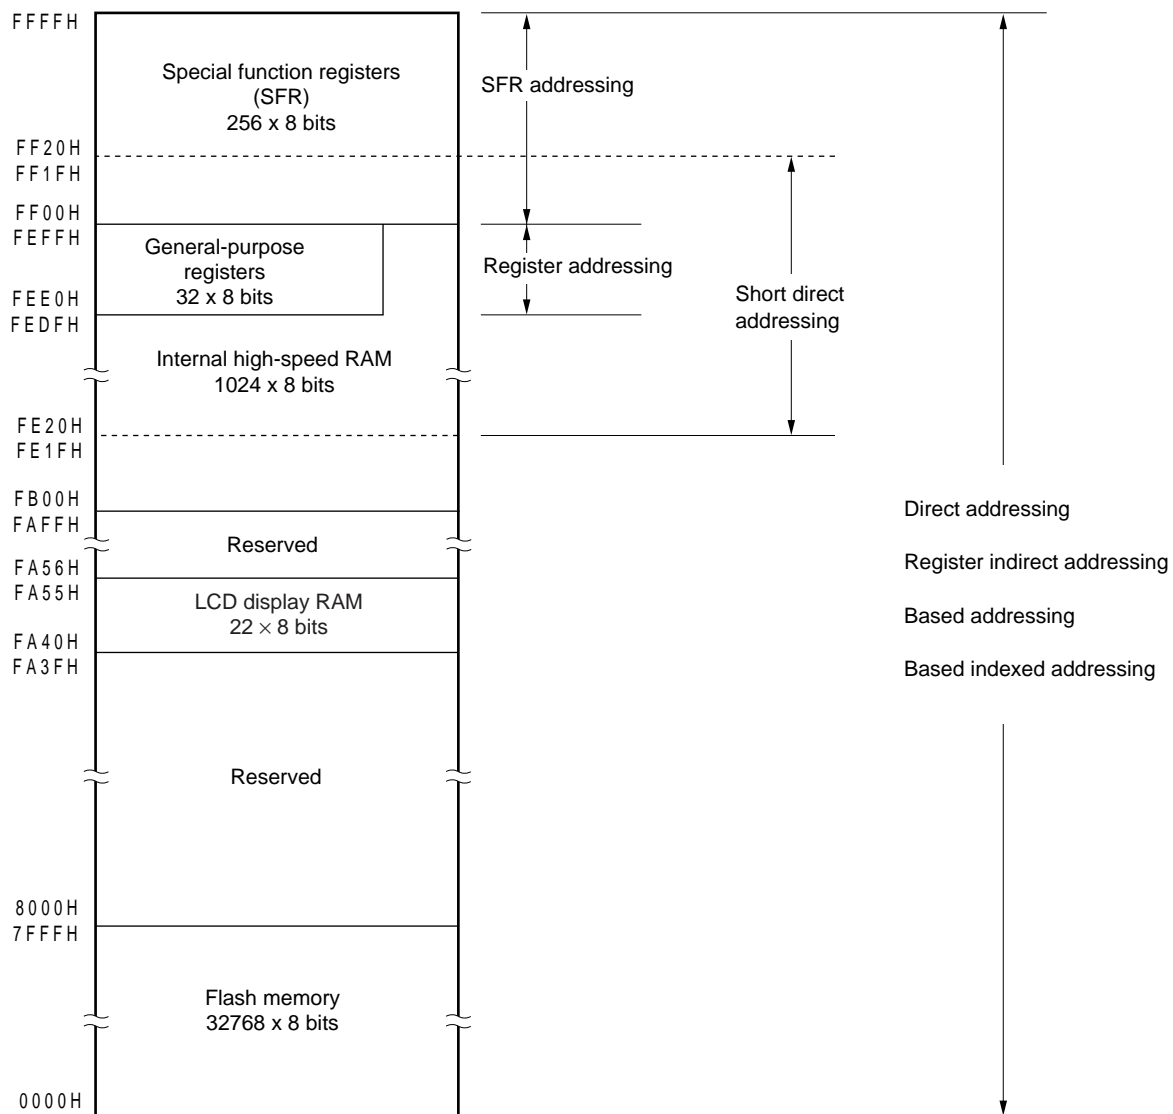 FFFFH
Special function registers
(SFR)
256 x 8 bits
SFR addressing
FF20H
FF1FH
FF00H
FEFFH
General-purpose
registers
32 x 8 bits
Register addressing
Short direct
addressing
FEE0H
FEDFH
Internal high-speed RAM
1024 x 8 bits
FE20H
FE1FH
FB00H
FAFFH
Reserved
Direct addressing
Register indirect addressing
Based addressing
Based indexed addressing
FA56H
FA55H
LCD display RAM
22 × 8 bits
FA40H
FA3FH
Reserved
8000H
7FFFH
Flash memory
32768 x 8 bits
0000H